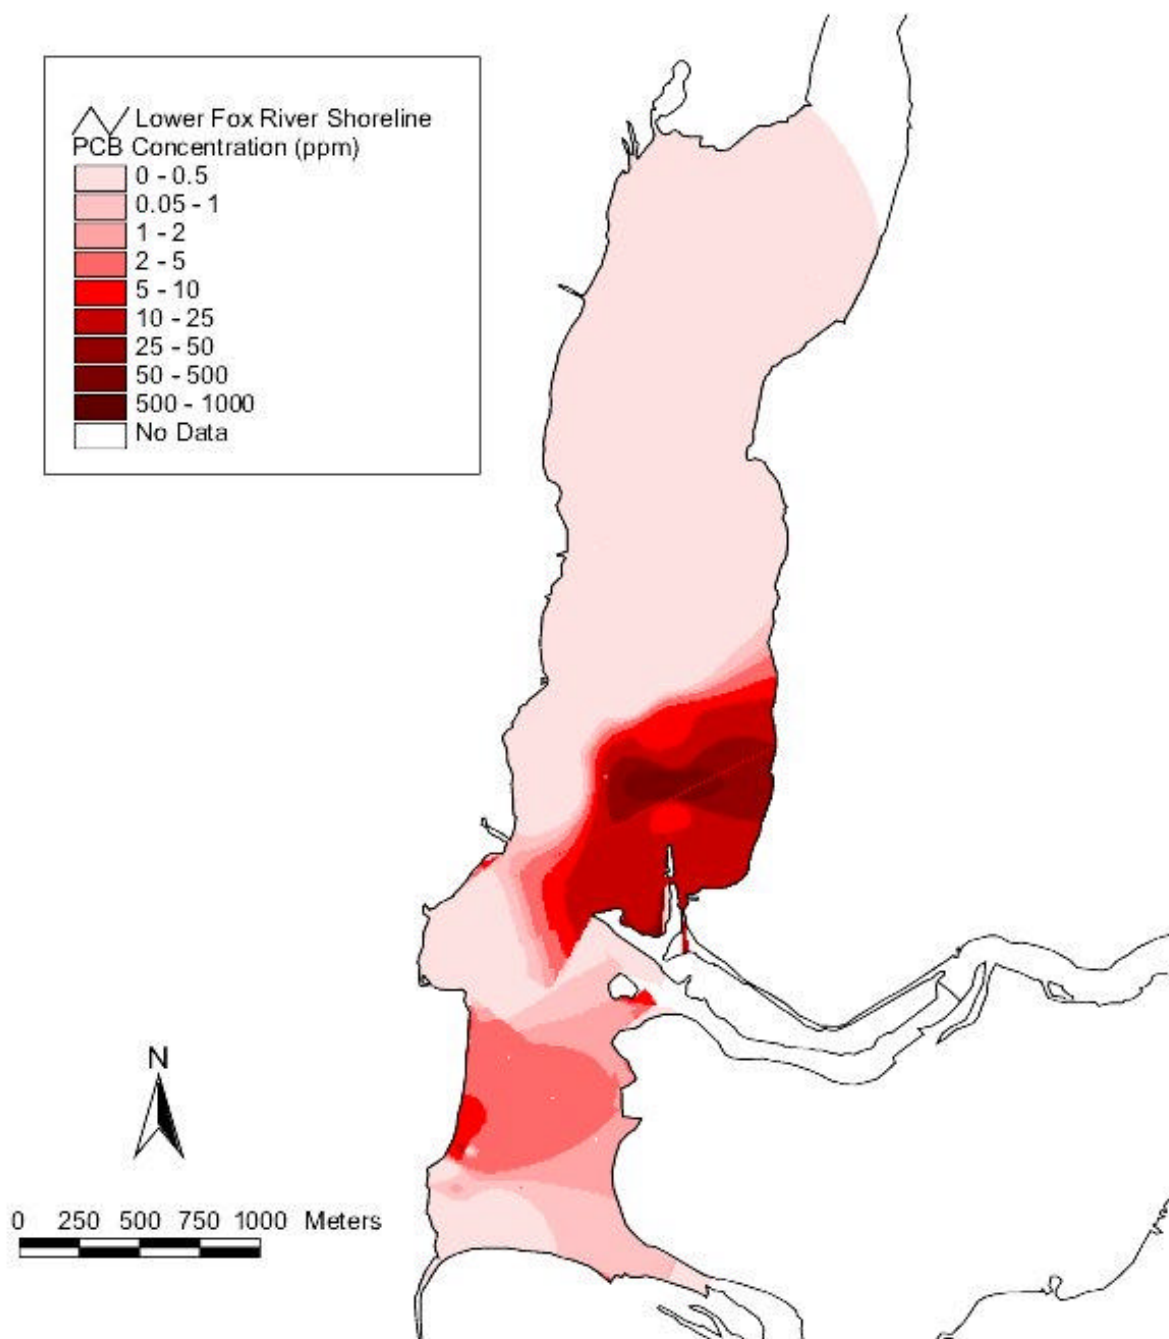 Lower Fox River Shoreline
PCB Concentration (ppm)
0 - 0.5
0.05 - 1
1 - 2
2 - 5
5 - 10
10 - 25
25 - 50
50 - 500
500 - 1000
No Data
N
0 250 500 750 1000 Meters